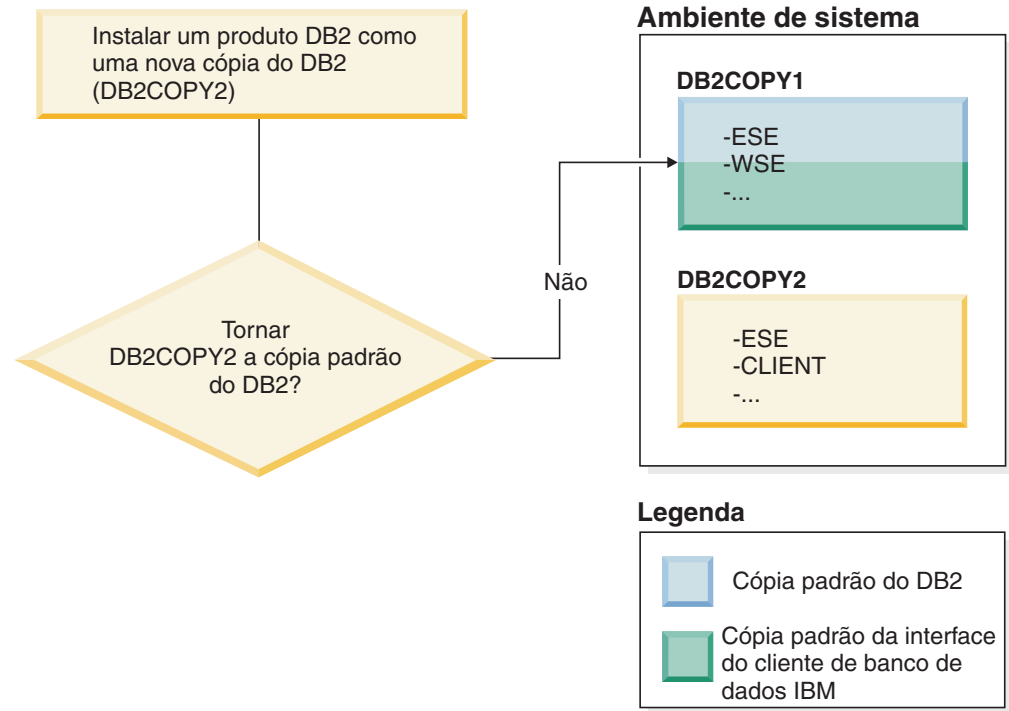 Instalar um produto DB2 como
uma nova cópia do DB2
(DB2COPY2)
Tornar
DB2COPY2 a cópia padrão
do DB2?
Não
Ambiente de sistema
DB2COPY1
-ESE
-WSE
-...
DB2COPY2
-ESE
-CLIENT
-...
Legenda
Cópia padrão do DB2
Cópia padrão da interface
do cliente de banco de
dados IBM